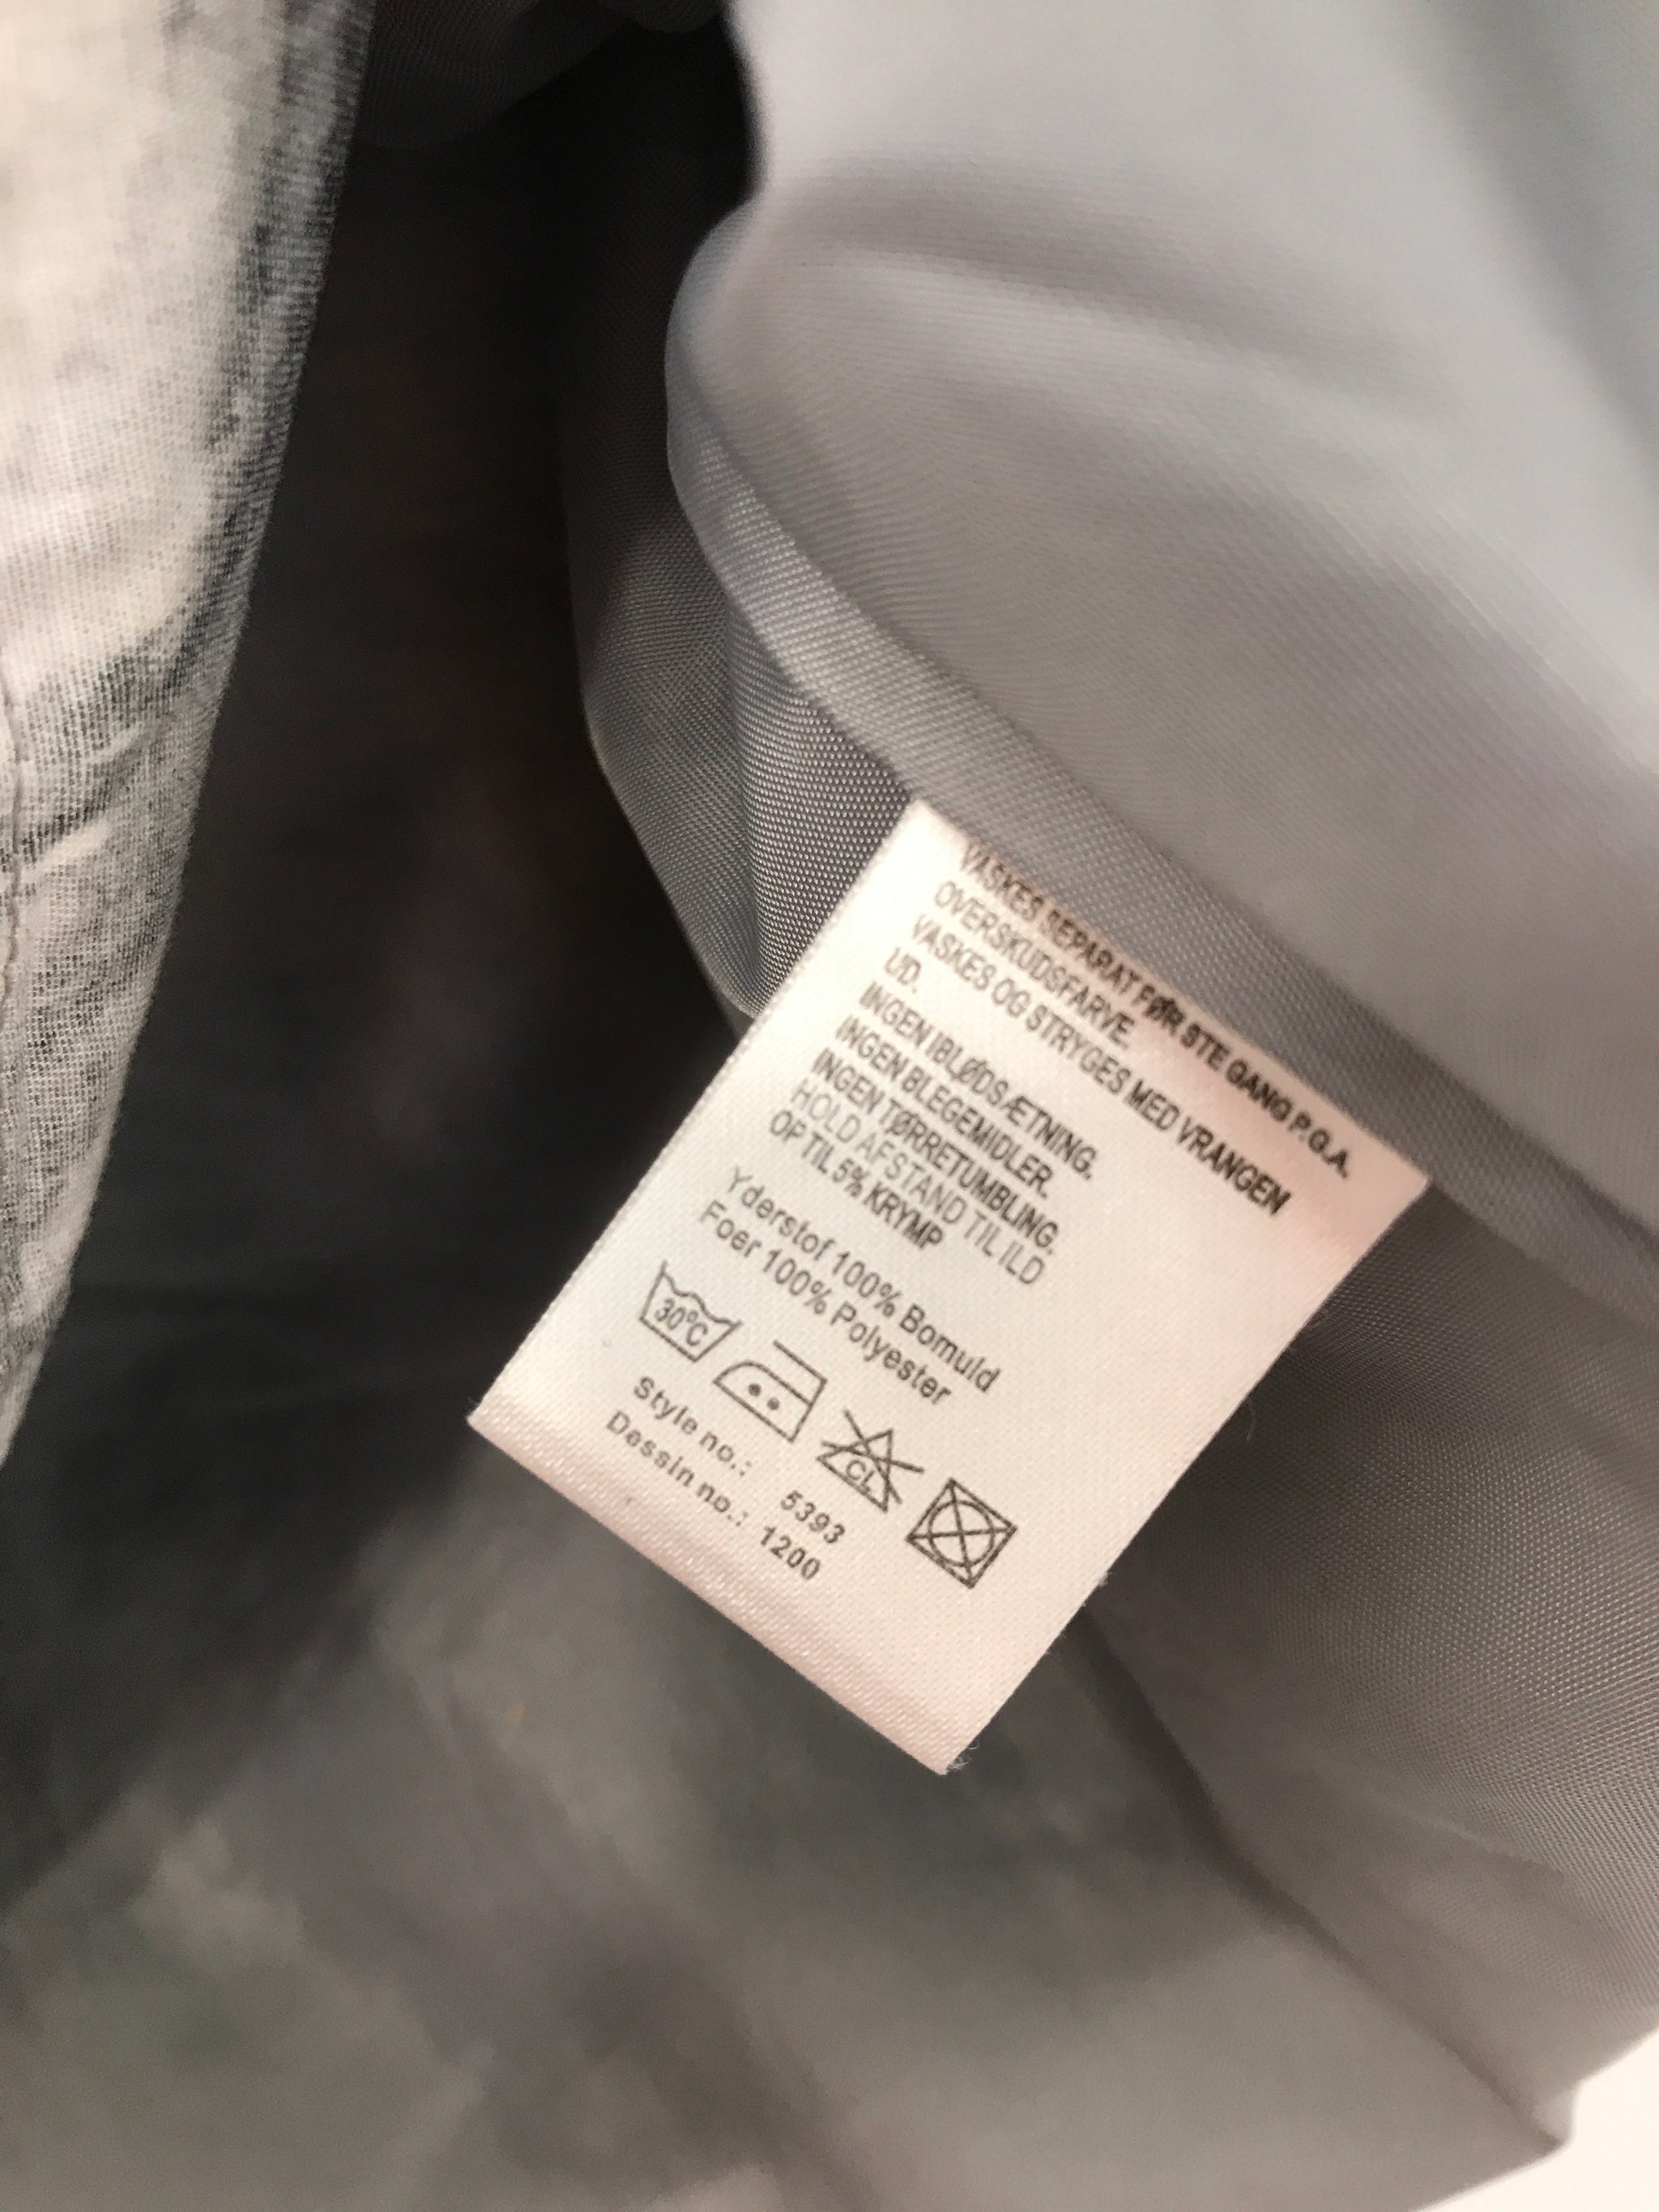 VASKES SEPARAT FØR STE GANG P.G.A.
OVERSKUDSFARVE.
VASKES OG STRYGES MED VRANGEN
UD.
INGEN IBLØDSÆTNING.
INGEN BLEGEMIDLER.
INGEN TØRRETUMBLING.
HOLD AFSTAND TIL ILD
OP TIL 5% KRYMP
Yderstof 100% Bomuld
Foer 100% Polyester
30°C
CL
Style no.: 5393
Dessin no.: 1200